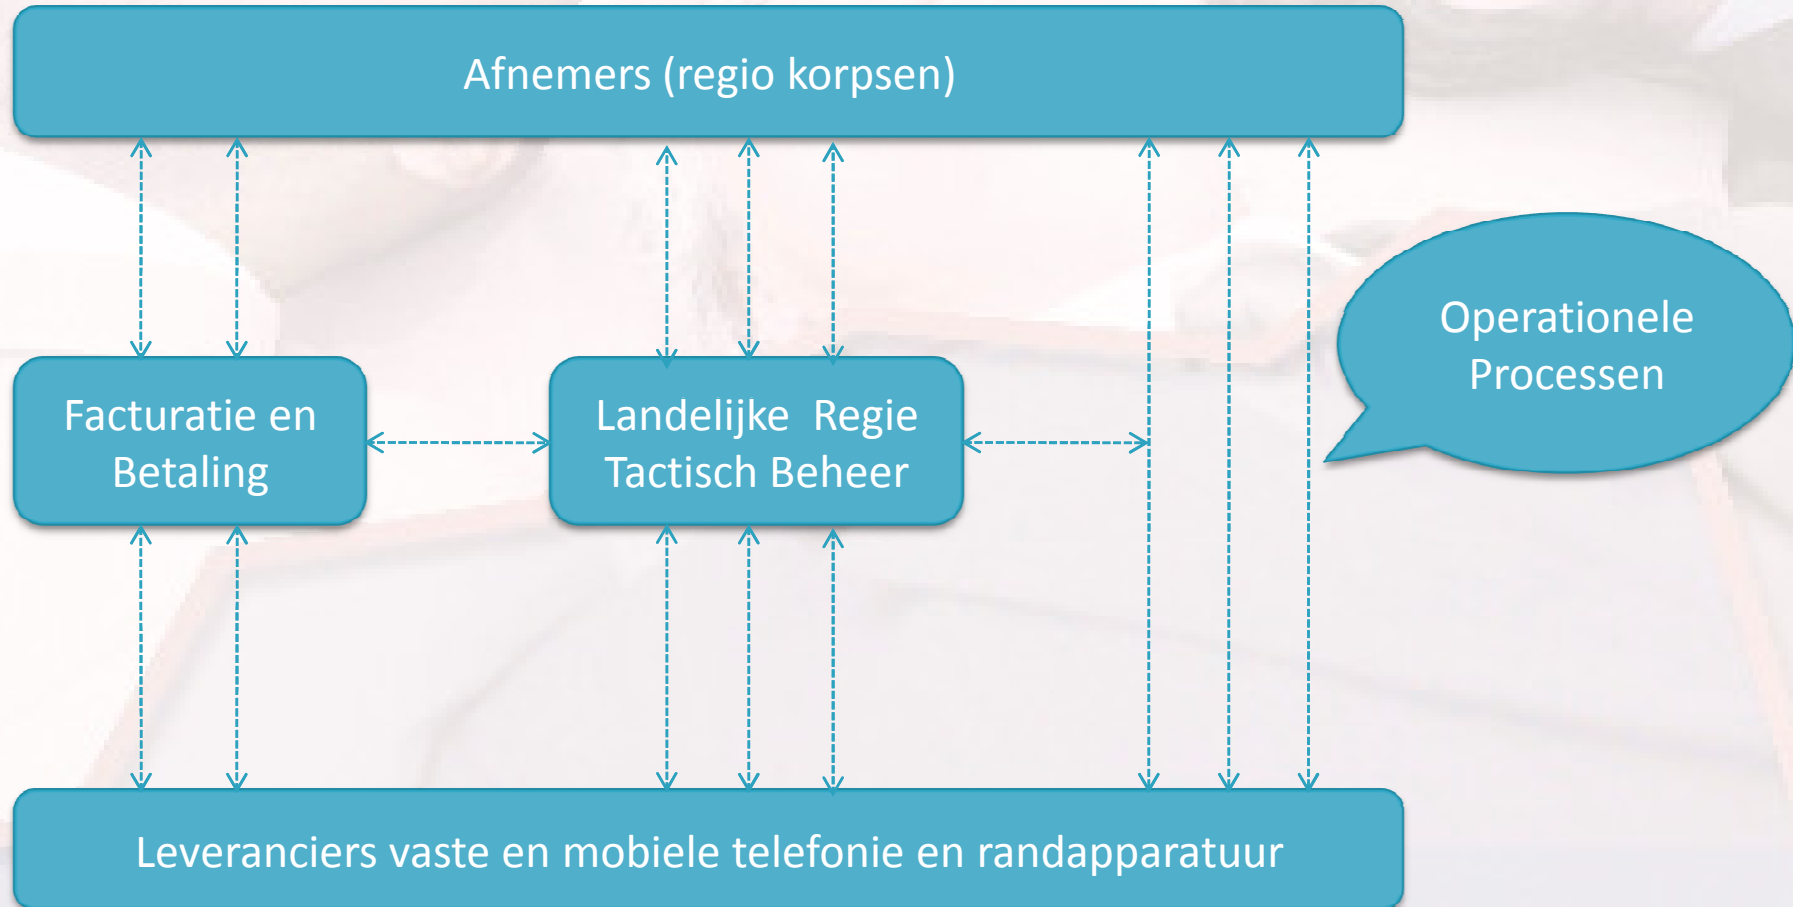 Afnemers (regio korpsen)
Operationele
Processen
Facturatie en
Betaling
Landelijke  Regie
Tactisch Beheer
Leveranciers vaste en mobiele telefonie en randapparatuur